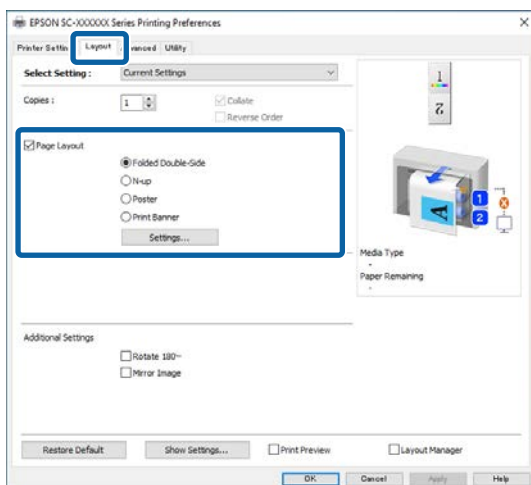 EPSON SC-XXXXXX Series Printing Preferences
Printer Settin Layout vanced Utility
Select Setting : Current Settings
Copies : 1 Collate
Reverse Order
Page Layout
Folded Double-Side
N-up
Poster
Print Banner
Settings...
1
2
A
1
2
Media Type
-
Paper Remaining
-
Additional Settings
Rotate 180°
Mirror Image
Restore Default Show Settings... Print Preview Layout Manager
OK Cancel Apply Help